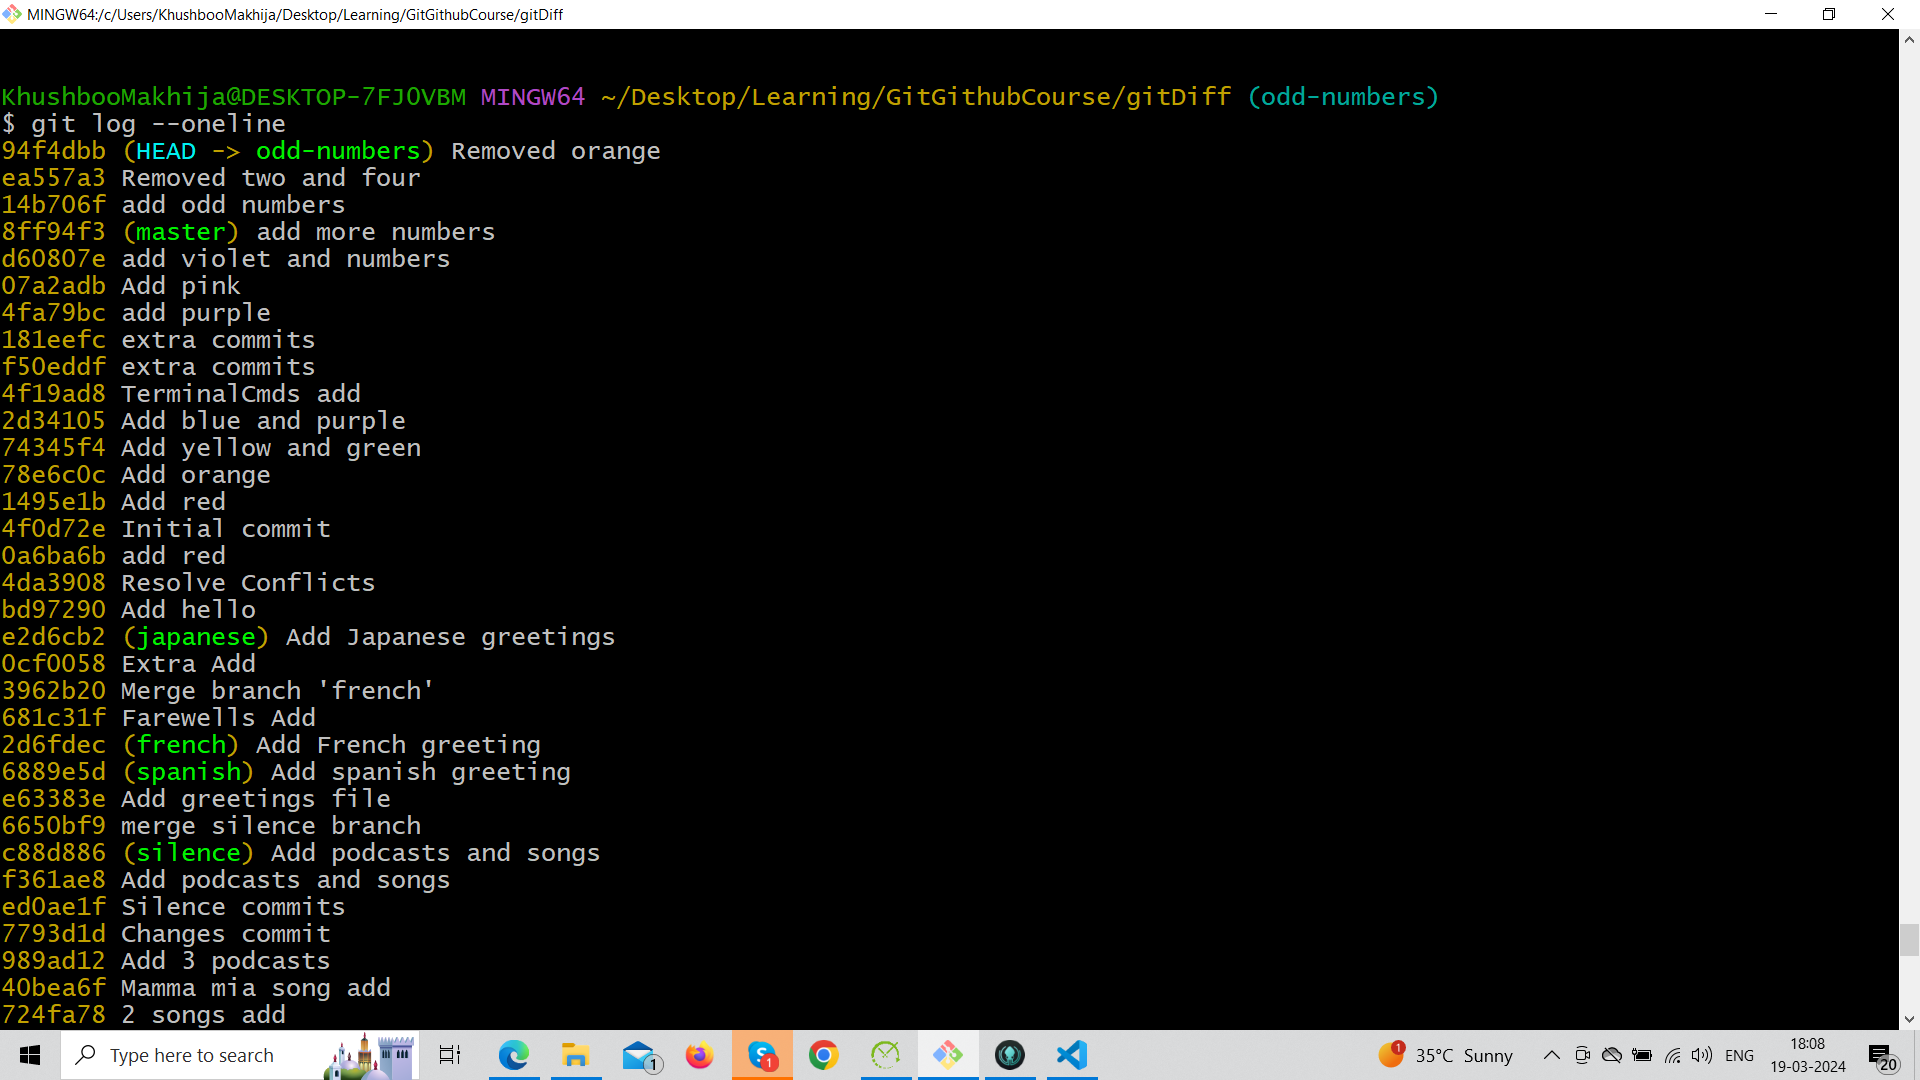 MINGW64:/c/Users/KhushbooMakhija/Desktop/Learning/GitGithubCourse/gitDiff
KhushbooMakhija@DESKTOP-7FJ0VBM MINGW64 ~/Desktop/Learning/GitGithubCourse/gitDiff (odd-numbers)
$ git log --oneline
94f4dbb (HEAD -> odd-numbers) Removed orange
ea557a3 Removed two and four
14b706f add odd numbers
8ff94f3 (master) add more numbers
d60807e add violet and numbers
07a2adb Add pink
4fa79bc add purple
181eefc extra commits
f50eddf extra commits
4f19ad8 TerminalCmds add
2d34105 Add blue and purple
74345f4 Add yellow and green
78e6c0c Add orange
1495e1b Add red
4f0d72e Initial commit
0a6ba6b add red
4da3908 Resolve Conflicts
bd97290 Add hello
e2d6cb2 (japanese) Add Japanese greetings
0cf0058 Extra Add
3962b20 Merge branch 'french'
681c31f Farewells Add
2d6fdec (french) Add French greeting
6889e5d (spanish) Add spanish greeting
e63383e Add greetings file
6650bf9 merge silence branch
c88d886 (silence) Add podcasts and songs
f361ae8 Add podcasts and songs
ed0ae1f Silence commits
7793d1d Changes commit
989ad12 Add 3 podcasts
40bea6f Mamma mia song add
724fa78 2 songs add
Type here to search
1
1
1
35°C Sunny
ENG
18:08
19-03-2024
20